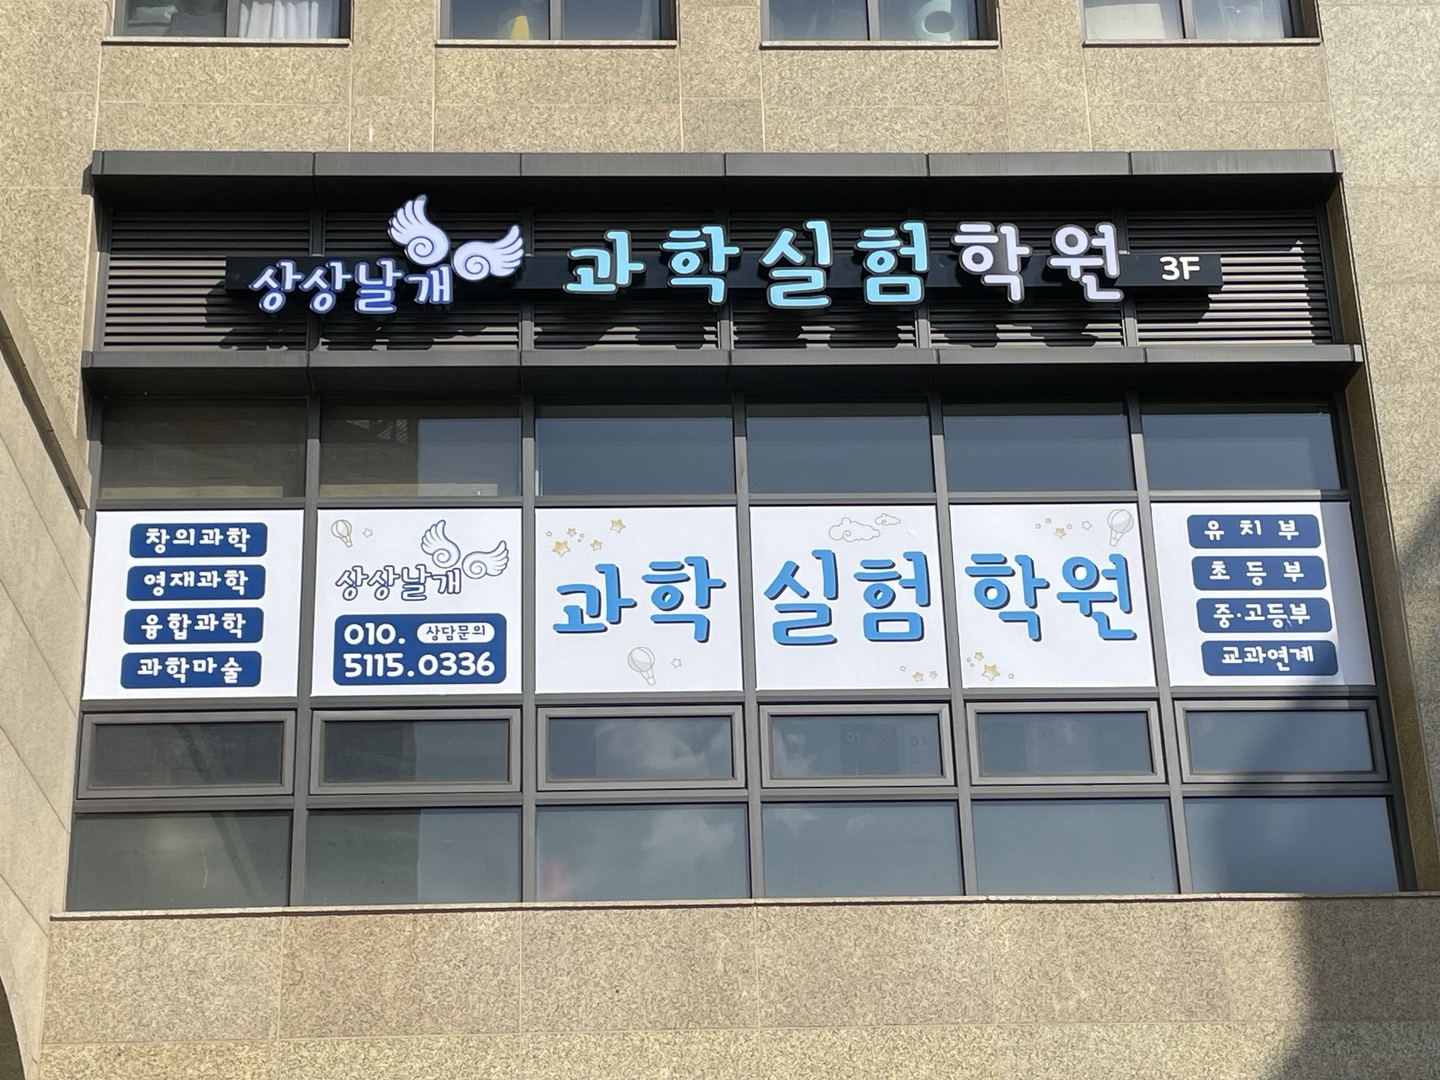 상상날개 과학실험학원 3F
창의과학
영재과학
융합과학
과학마술
상상날개
010. 상담문의
5115.0336
과학실험학원
유치부
초등부
중·고등부
교과연계